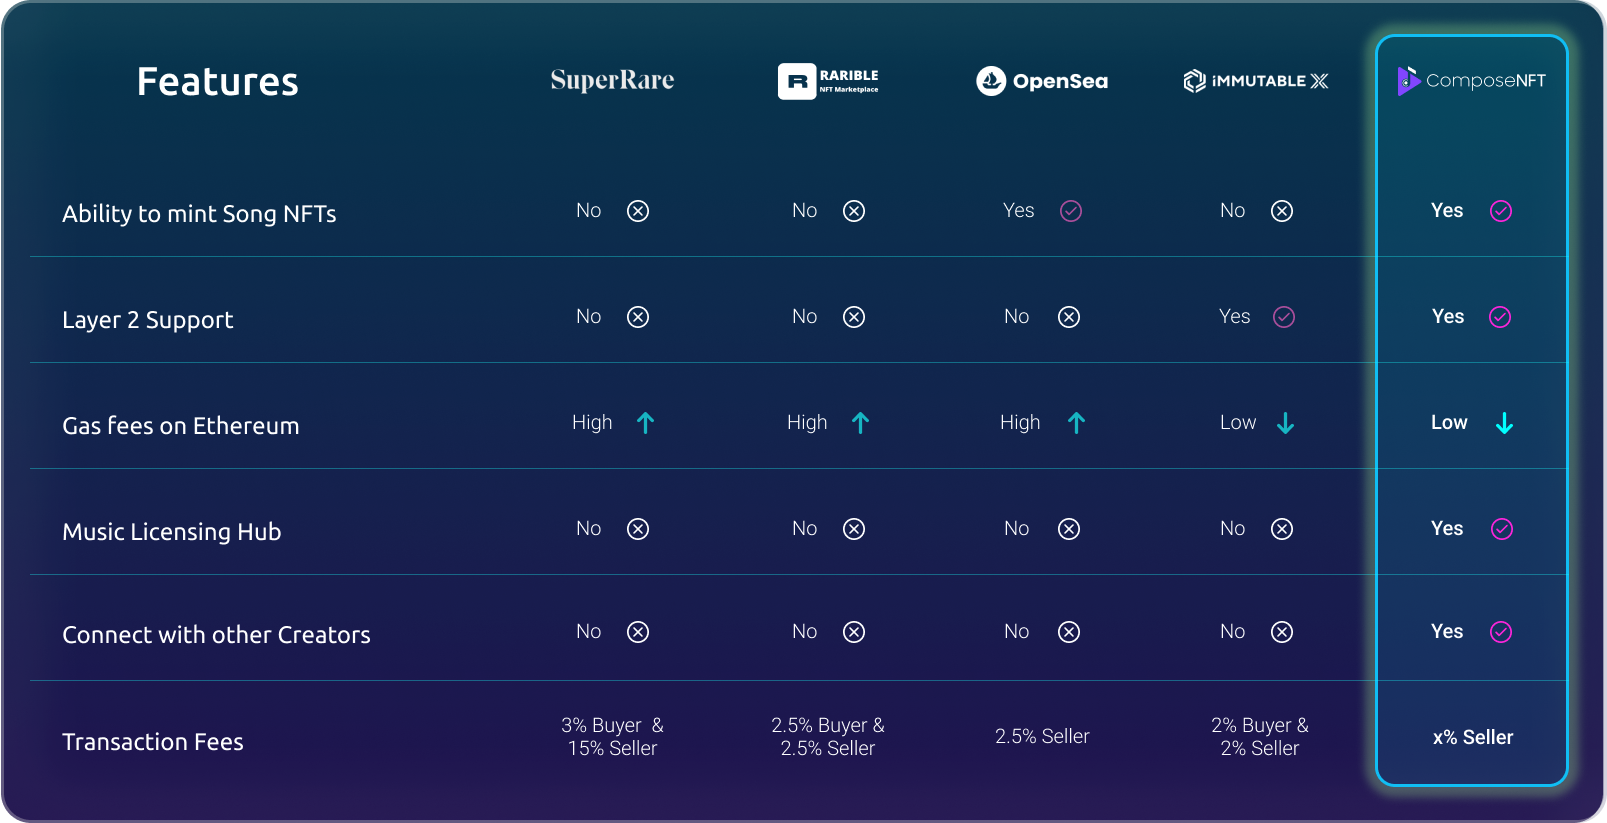 Features SuperRare R RARIBLE NFT Marketplace OpenSea iMMUTABLE X ComposeNFT
Ability to mint Song NFTs No No Yes No Yes
Layer 2 Support No No No Yes Yes
Gas fees on Ethereum High High High Low Low
Music Licensing Hub No No No No Yes
Connect with other Creators No No No No Yes
Transaction Fees 3% Buyer & 15% Seller 2.5% Buyer & 2.5% Seller 2.5% Seller 2% Buyer & 2% Seller x% Seller